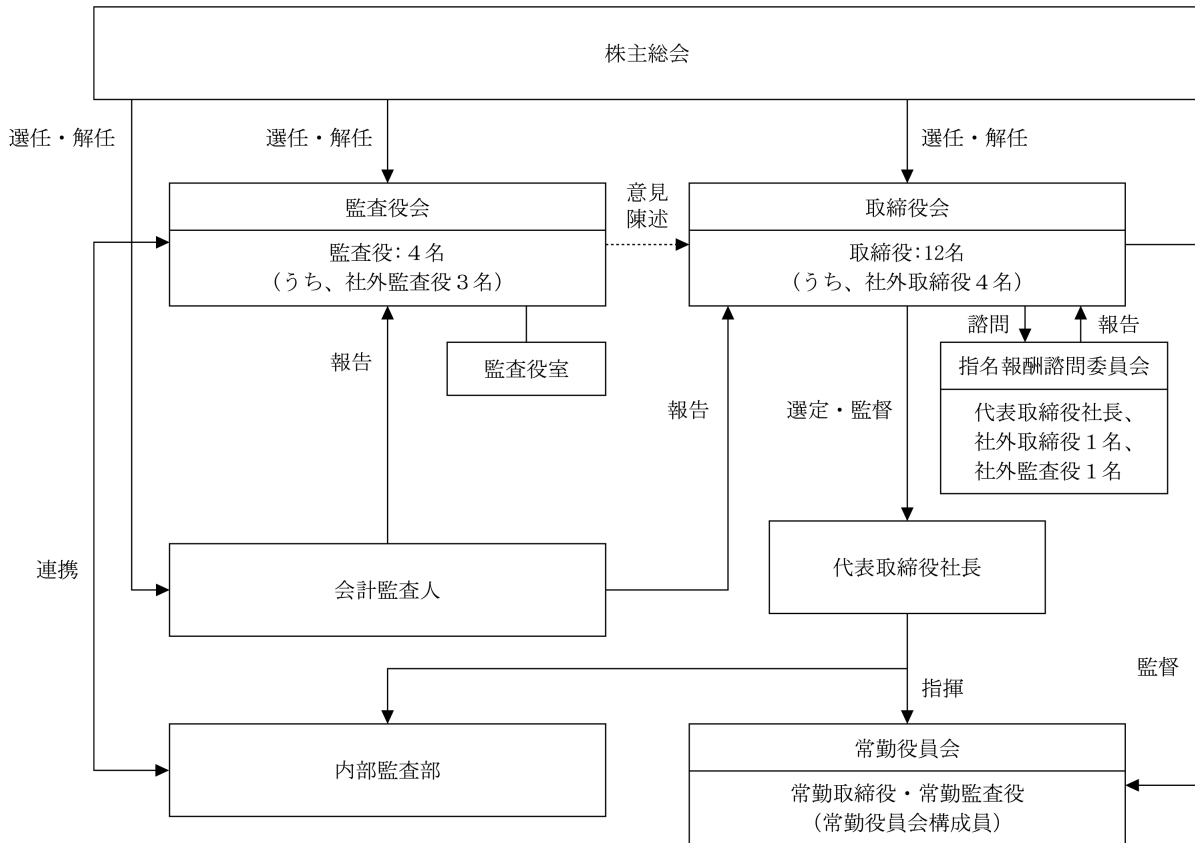 株主総会
選任・解任
選任・解任
選任・解任
監査役会
監査役：４名
（うち、社外監査役３名）
意見
陳述
取締役会
取締役：12名
（うち、社外取締役４名）
監査役室
報告
報告
諮問
報告
指名報酬諮問委員会
代表取締役社長、
社外取締役１名、
社外監査役１名
選定・監督
連携
会計監査人
代表取締役社長
監督
指揮
内部監査部
常勤役員会
常勤取締役・常勤監査役
（常勤役員会構成員）